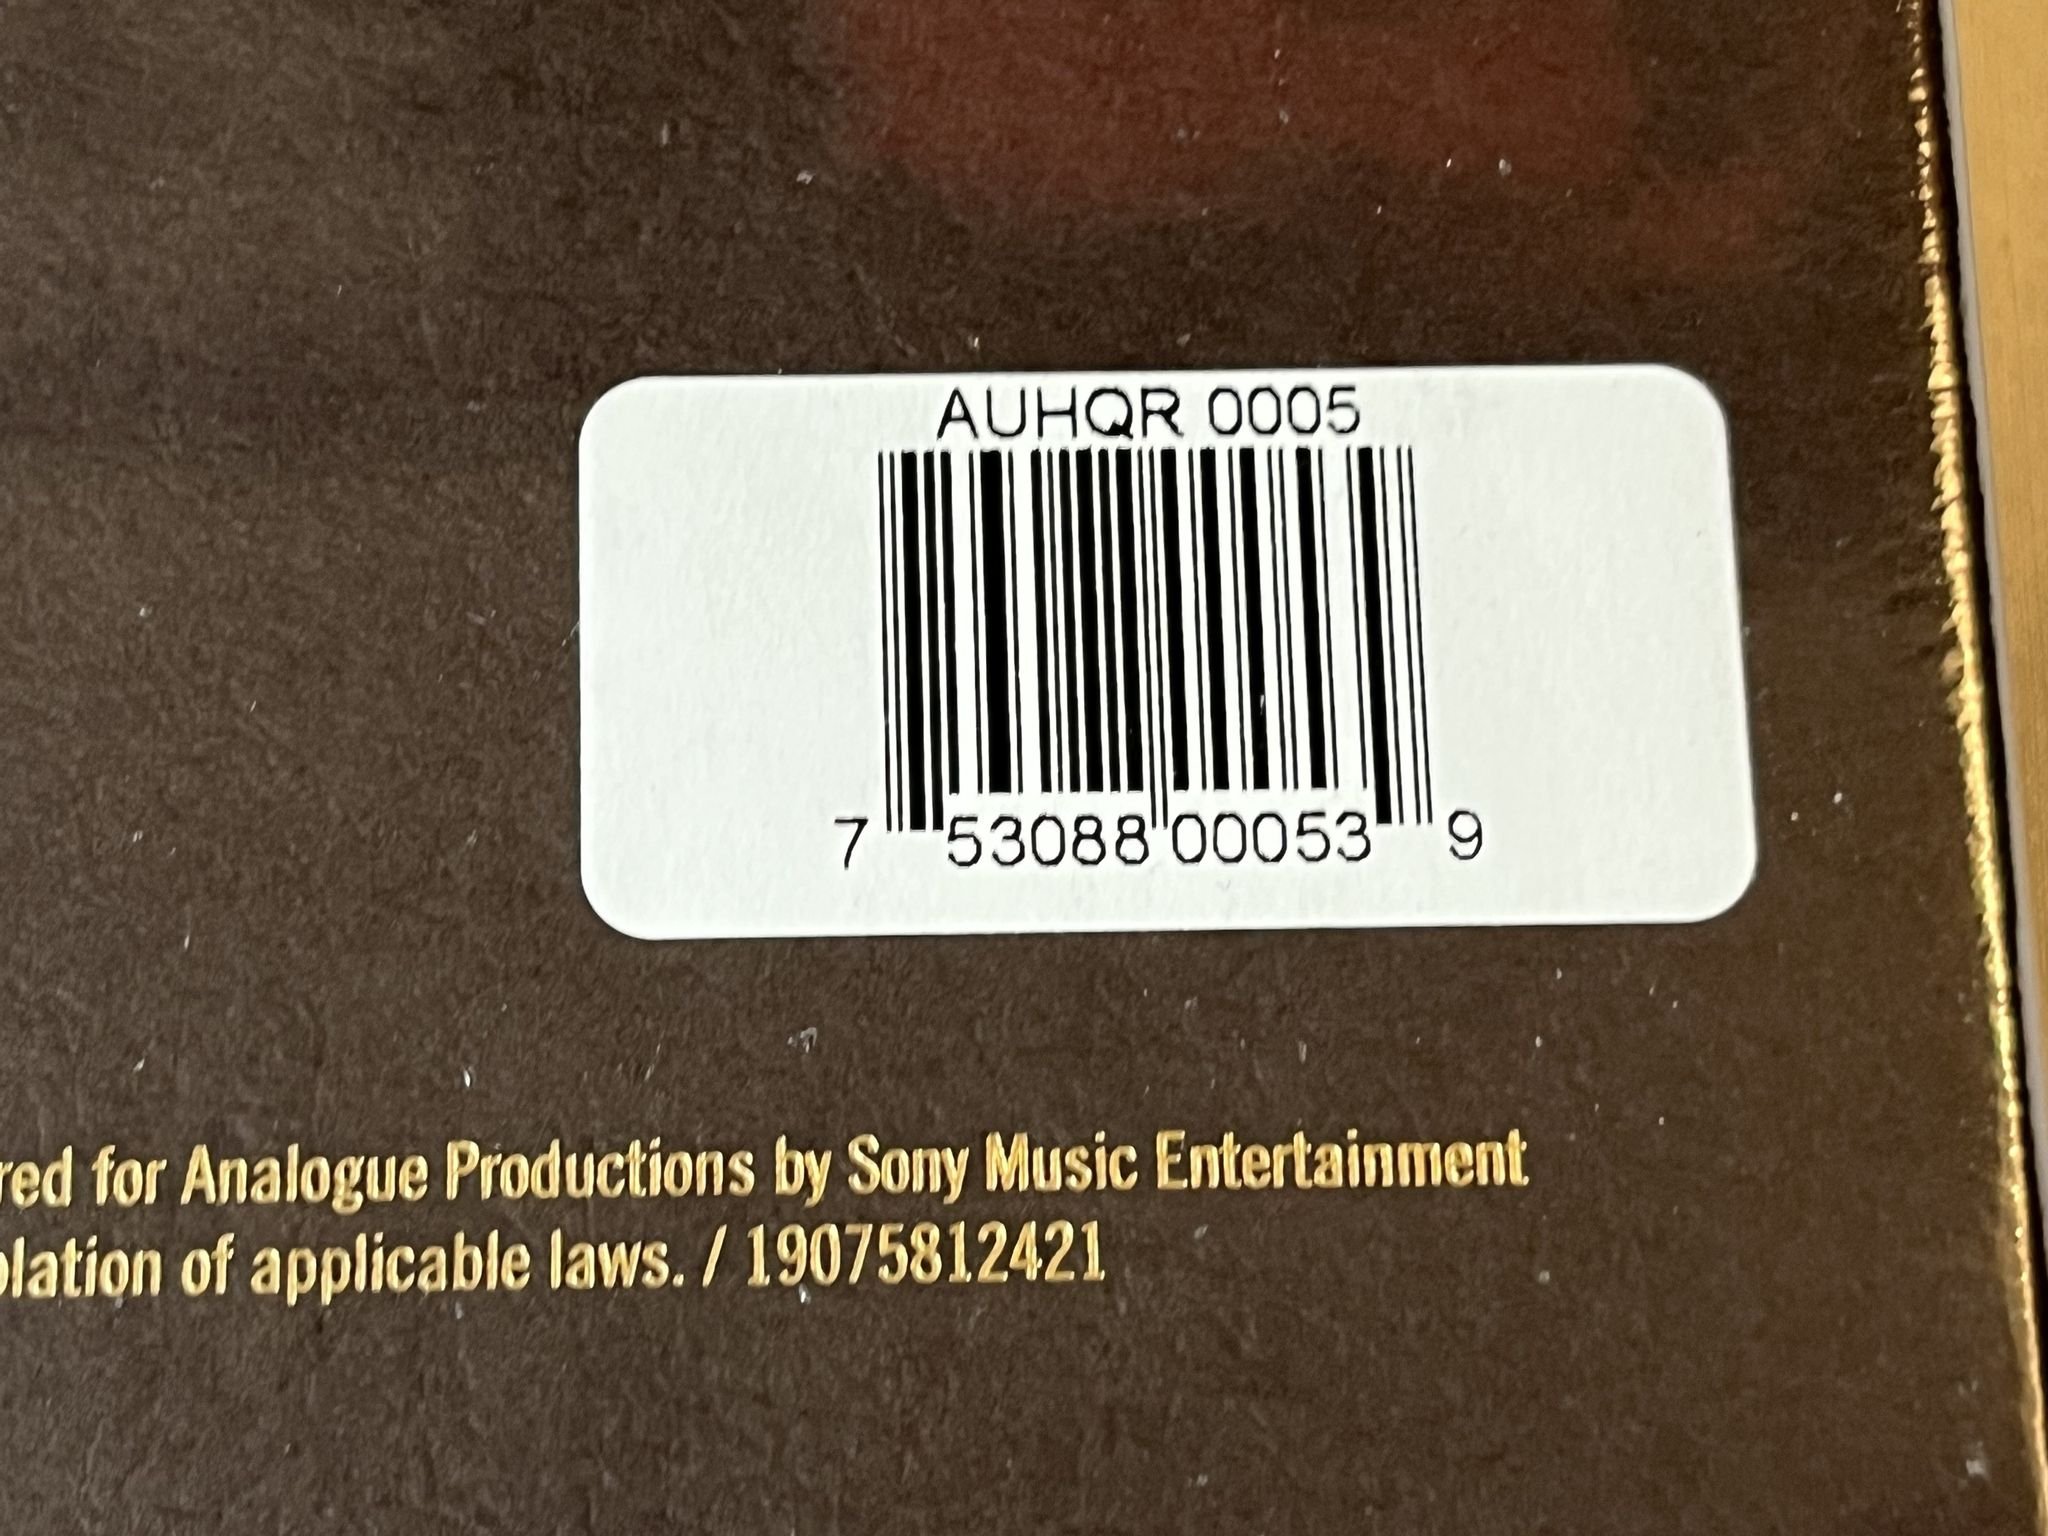 AUHQR 0005
7 53088 00053 9
red for Analogue Productions by Sony Music Entertainment
olation of applicable laws. / 19075812421